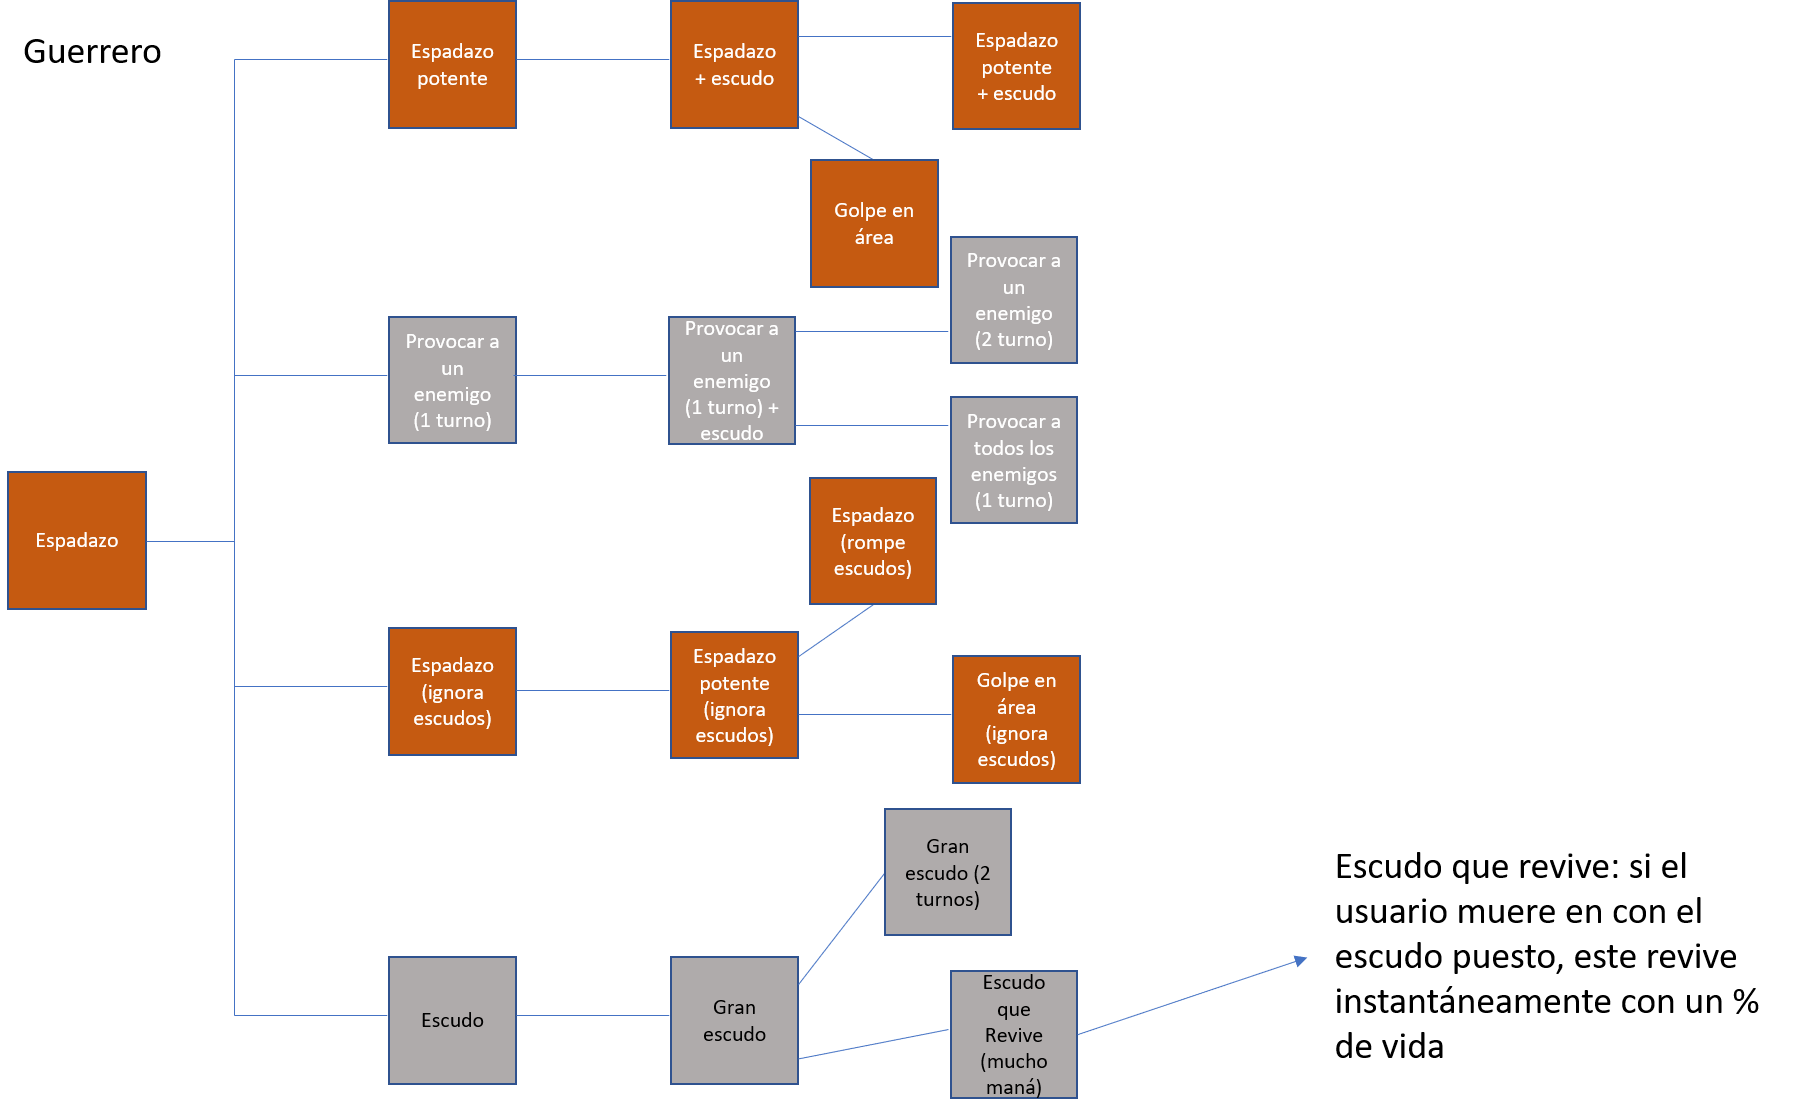 Guerrero
Espadazo
potente
Espadazo
+ escudo
Espadazo
potente
+ escudo
Golpe en
área
Provocar a
un
enemigo
(1 turno)
Provocar a
un
enemigo
(1 turno) +
escudo
Provocar a
un
enemigo
(2 turno)
Provocar a
todos los
enemigos
(1 turno)
Espadazo
Espadazo
(rompe
escudos)
Espadazo
(ignora
escudos)
Espadazo
potente
(ignora
escudos)
Golpe en
área
(ignora
escudos)
Gran
escudo (2
turnos)
Escudo
Gran
escudo
Escudo
que
Revive
(mucho
maná)
Escudo que revive: si el
usuario muere en con el
escudo puesto, este revive
instantáneamente con un %
de vida